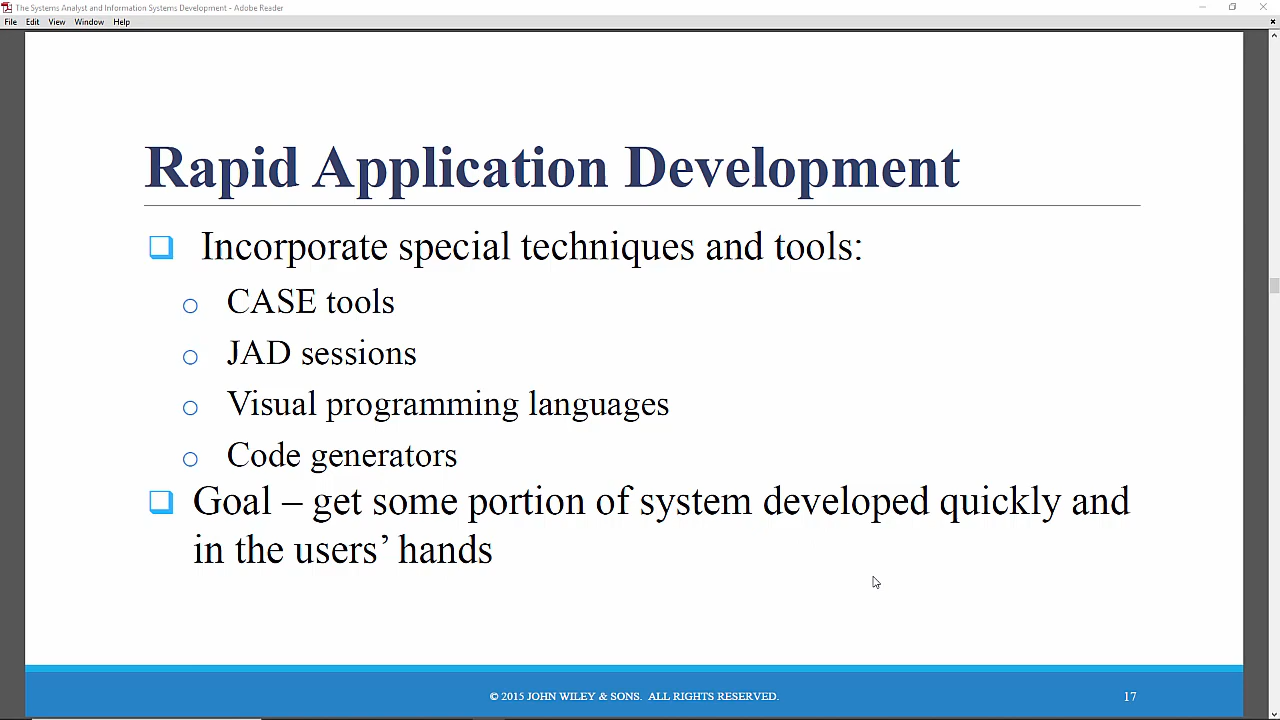 The Systems Analyst and Information Systems Development - Adobe Reader
File Edit View Window Help
Rapid Application Development
Incorporate special techniques and tools:
CASE tools
JAD sessions
Visual programming languages
Code generators
Goal – get some portion of system developed quickly and
in the users’ hands
© 2015 JOHN WILEY & SONS. ALL RIGHTS RESERVED.
17